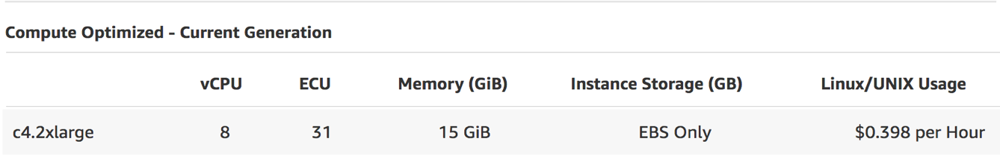 Compute Optimized - Current Generation
vCPU ECU Memory (GiB) Instance Storage (GB) Linux/UNIX Usage
c4.2xlarge 8 31 15 GiB EBS Only $0.398 per Hour